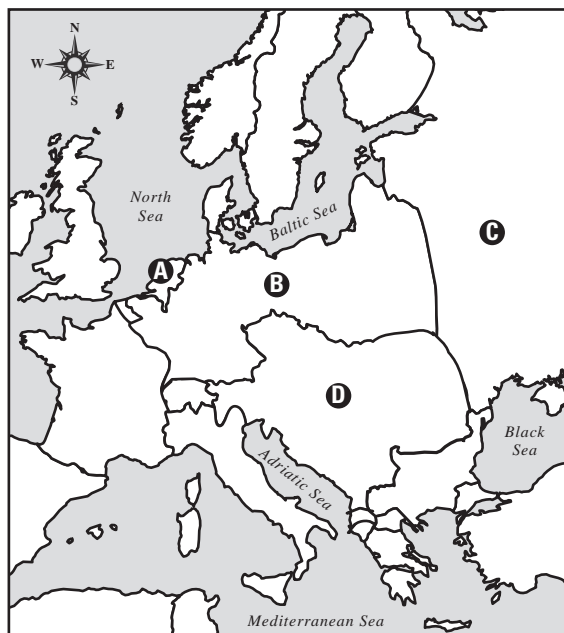 N
W E
S
North
Sea
Baltic Sea
A
B
C
D
Adriatic Sea
Black
Sea
Mediterranean Sea